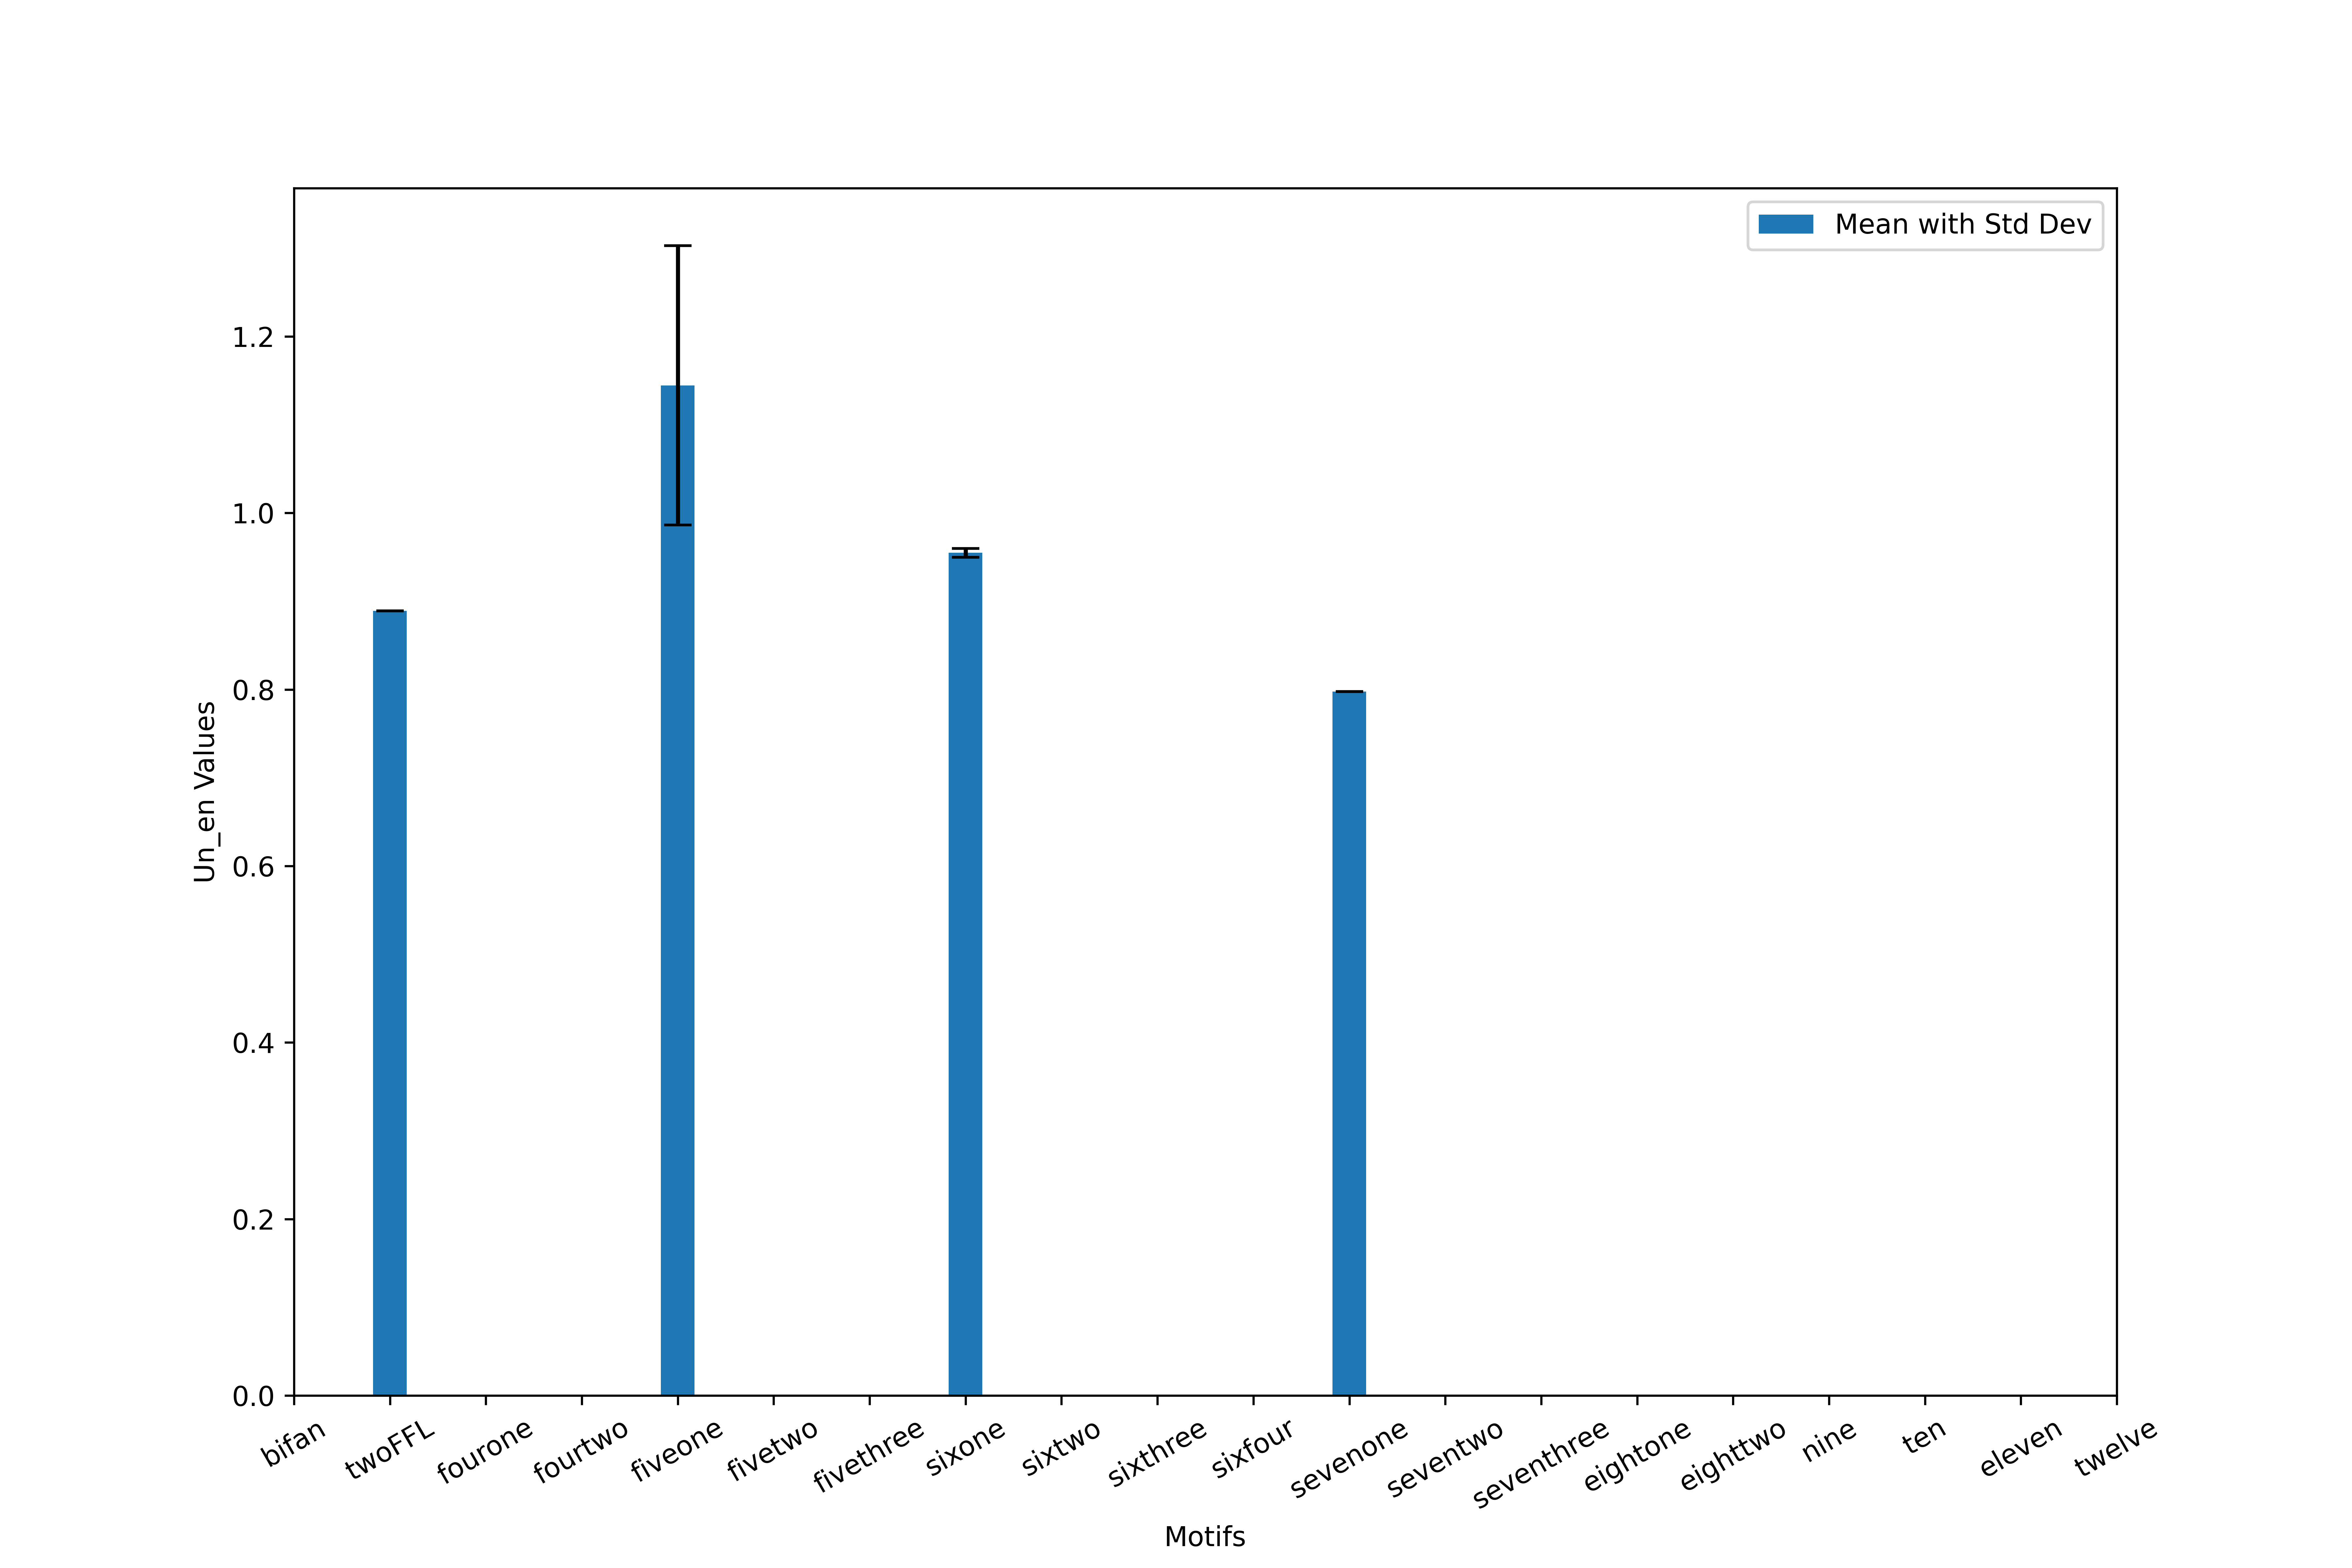 Mean with Std Dev
1.2
1.0
0.8
0.6
0.4
0.2
0.0
Un_en Values
bifan
twoFFL
fourone
fourtwo
fiveone
fivetwo
fivethree
sixone
sixtwo
sixthree
sixfour
sevenone
seventwo
seventhree
eightone
eighttwo
nine
ten
eleven
twelve
Motifs